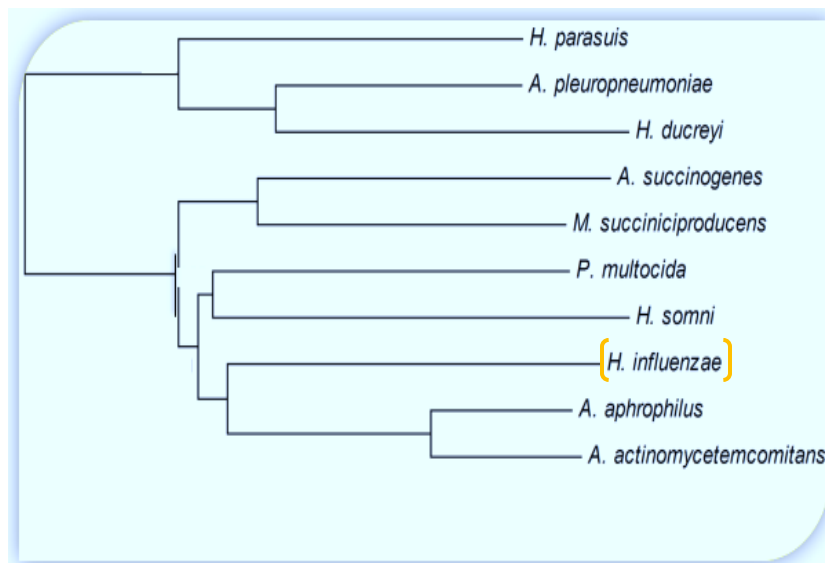 H. parasuis
A. pleuropneumoniae
H. ducreyi
A. succinogenes
M. succiniciproducens
P. multocida
H. somni
H. influenzae
A. aphrophilus
A. actinomycetemcomitans